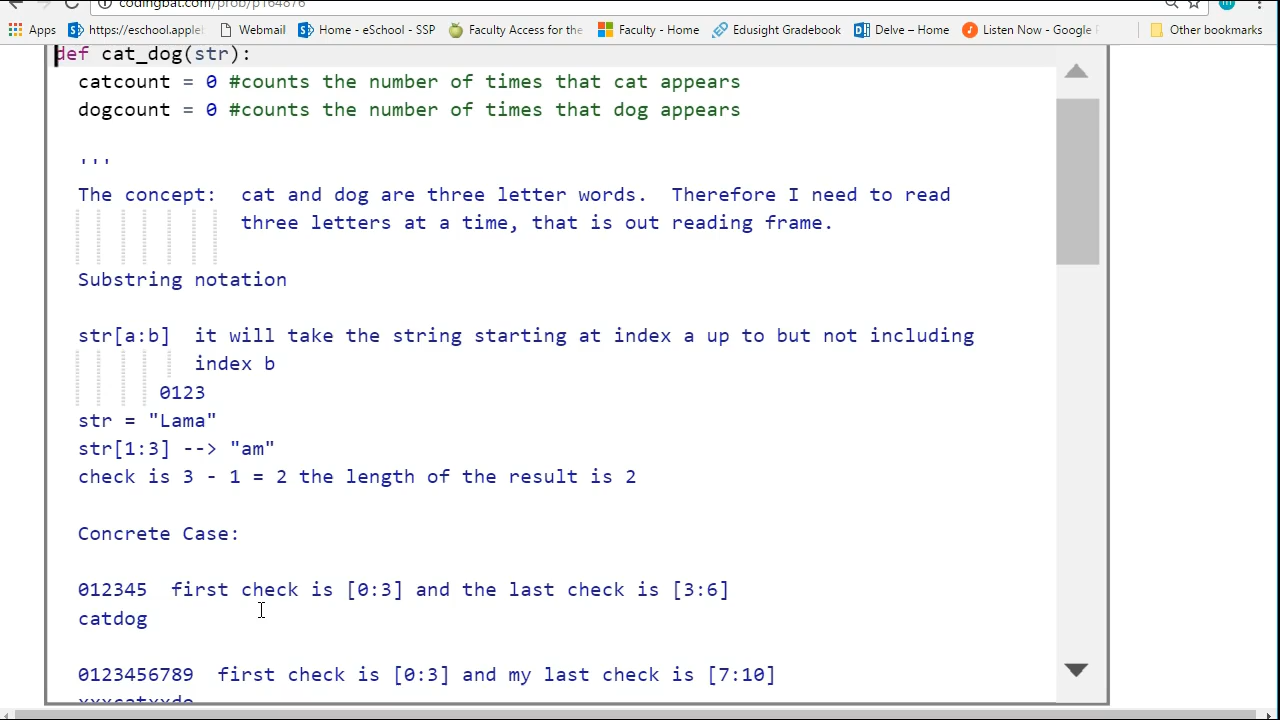 codingbat.com/prob/p164876
Apps https://eschool.apple Webmail Home - eSchool - SSP Faculty Access for the Faculty - Home Edusight Gradebook Delve - Home Listen Now - Google Other bookmarks
def cat_dog(str):
catcount = 0 #counts the number of times that cat appears
dogcount = 0 #counts the number of times that dog appears
'''
The concept: cat and dog are three letter words. Therefore I need to read
three letters at a time, that is out reading frame.
Substring notation
str[a:b] it will take the string starting at index a up to but not including
index b
0123
str = "Lama"
str[1:3] --> "am"
check is 3 - 1 = 2 the length of the result is 2
Concrete Case:
012345 first check is [0:3] and the last check is [3:6]
catdog
0123456789 first check is [0:3] and my last check is [7:10]
xxxcatxxdo